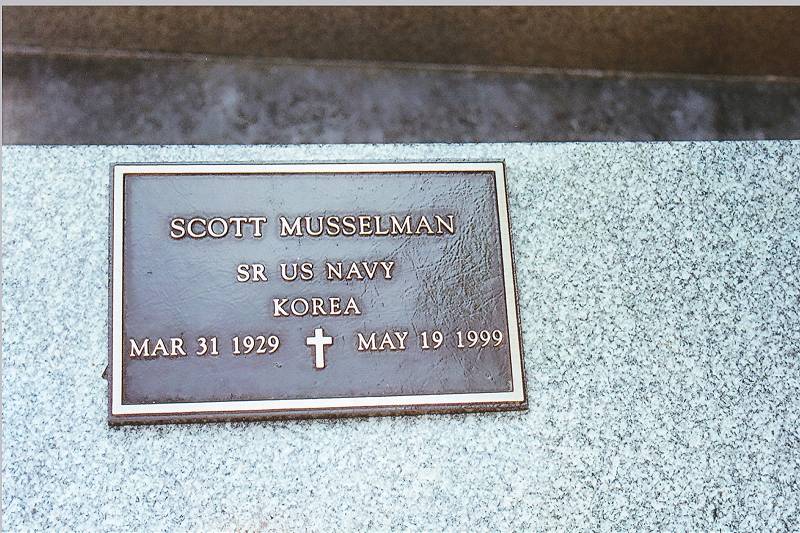 SCOTT MUSSELMAN
SR US NAVY
KOREA
MAR 31 1929 MAY 19 1999